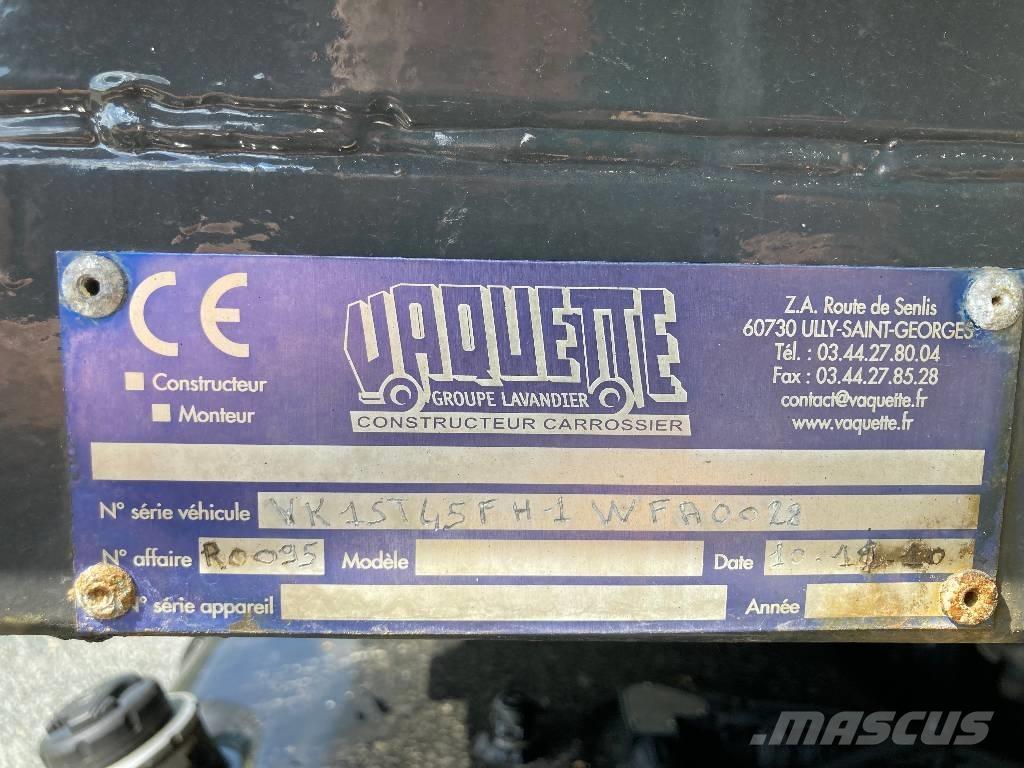 CE
Constructeur
Monteur
VAQUETTE
GROUPE LAVANDIER
CONSTRUCTEUR CARROSSIER
Z.A. Route de Senlis
60730 ULLY-SAINT-GEORGES
Tél. : 03.44.27.80.04
Fax : 03.44.27.85.28
contact@vaquette.fr
www.vaquette.fr
N° série véhicule VK1ST45FH1WFA0028
N° affaire R0095 Modèle Date
N° série appareil Année
MASCUS